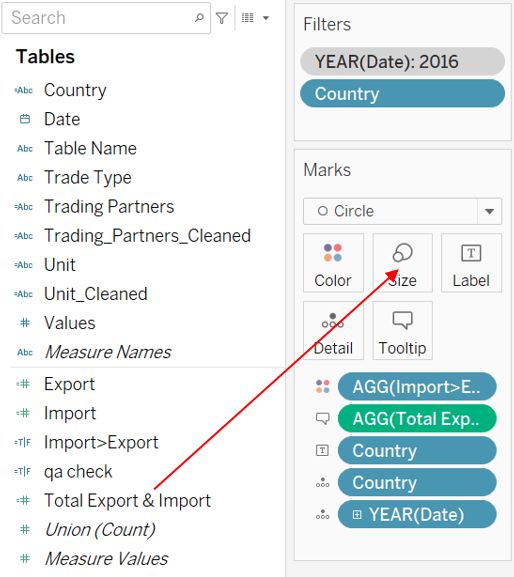 Search
Tables
Abc Country
Date
Abc Table Name
Abc Trade Type
Abc Trading Partners
Abc Trading_Partners_Cleaned
Abc Unit
Abc Unit_Cleaned
# Values
Abc Measure Names
# Export
# Import
T|F Import>Export
T|F qa check
# Total Export & Import
# Union (Count)
# Measure Values
Filters
YEAR(Date): 2016
Country
Marks
Circle
Color
Size
T
Label
Detail
Tooltip
AGG(Import>E..
AGG(Total Exp..
T Country
Country
YEAR(Date)